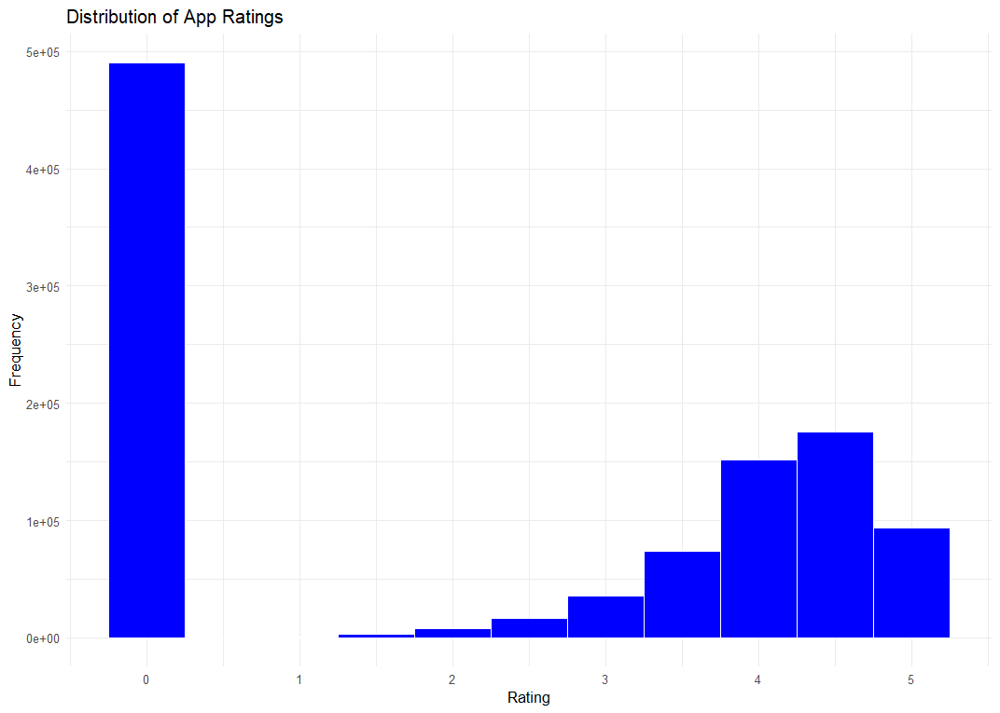 Distribution of App Ratings
5e+05
4e+05
3e+05
2e+05
1e+05
0e+00
Frequency
0 1 2 3 4 5
Rating